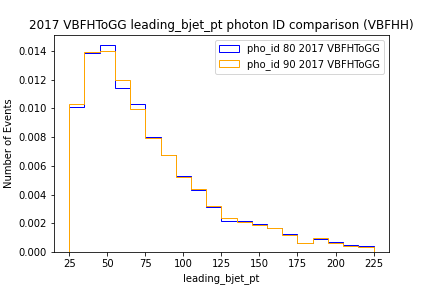 2017 VBFHToGG leading_bjet_pt photon ID comparison (VBFHH)
pho_id 80 2017 VBFHToGG
pho_id 90 2017 VBFHToGG
Number of Events
0.014
0.012
0.010
0.008
0.006
0.004
0.002
0.000
25 50 75 100 125 150 175 200 225
leading_bjet_pt